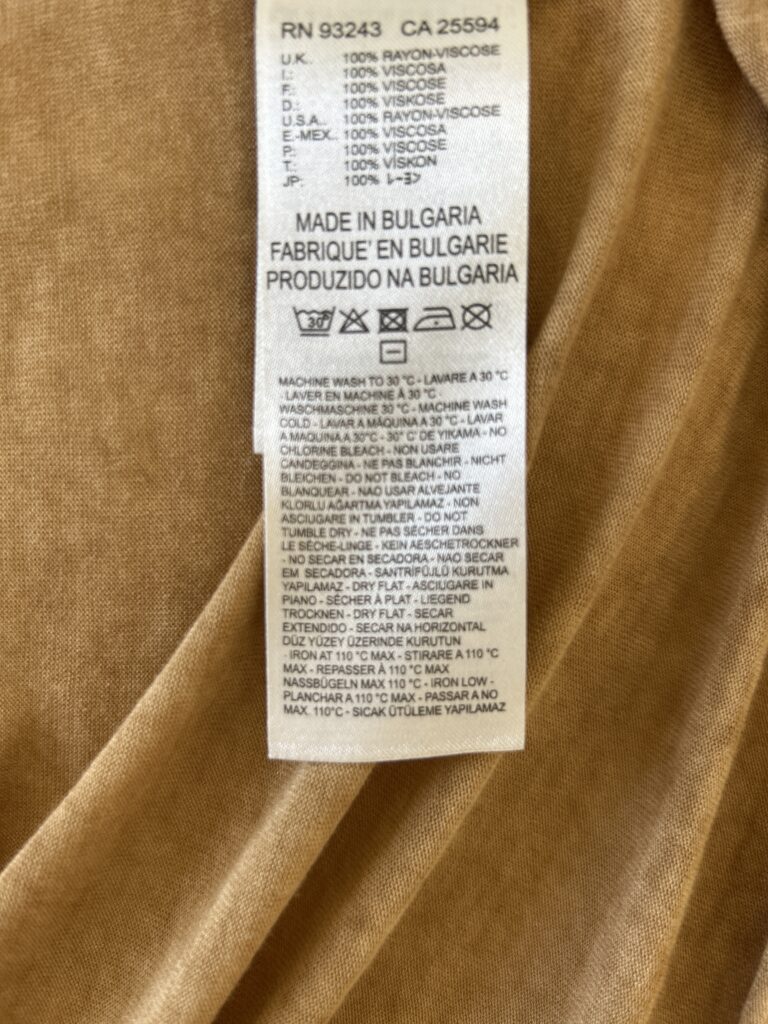 RN 93243 CA 25594
U.K.: 100% RAYON-VISCOSE
I.: 100% VISCOSA
F.: 100% VISCOSE
D.: 100% VISKOSE
U.S.A.. 100% RAYON-VISCOSE
E.-MEX.. 100% VISCOSA
P.: 100% VISCOSE
T.: 100% VİSKON
JP: 100% レーヨン
MADE IN BULGARIA
FABRIQUE' EN BULGARIE
PRODUZIDO NA BULGARIA
30°
MACHINE WASH TO 30 °C - LAVARE A 30 °C
- LAVER EN MACHINE À 30 °C -
WASCHMASCHINE 30 °C - MACHINE WASH
COLD - LAVAR A MÁQUINA A 30 °C - LAVAR
A MAQUINA A 30°C - 30° C' DE YIKAMA - NO
CHLORINE BLEACH - NON USARE
CANDEGGINA - NE PAS BLANCHIR - NICHT
BLEICHEN - DO NOT BLEACH - NO
BLANQUEAR - NAO USAR ALVEJANTE
KLORLU AĞARTMA YAPILAMAZ - NON
ASCIUGARE IN TUMBLER - DO NOT
TUMBLE DRY - NE PAS SÉCHER DANS
LE SÈCHE-LINGE - KEIN AESCHETROCKNER
- NO SECAR EN SECADORA - NAO SECAR
EM SECADORA - SANTRİFÜJLÜ KURUTMA
YAPILAMAZ - DRY FLAT - ASCIUGARE IN
PIANO - SÉCHER À PLAT - LIEGEND
TROCKNEN - DRY FLAT - SECAR
EXTENDIDO - SECAR NA HORIZONTAL
DÜZ YÜZEY ÜZERINDE KURUTUN
- IRON AT 110 °C MAX - STIRARE A 110 °C
MAX - REPASSER À 110 °C MAX
NASSBÜGELN MAX 110 °C - IRON LOW -
PLANCHAR A 110 °C MAX - PASSAR A NO
MAX. 110°C - SICAK ÜTÜLEME YAPILAMAZ